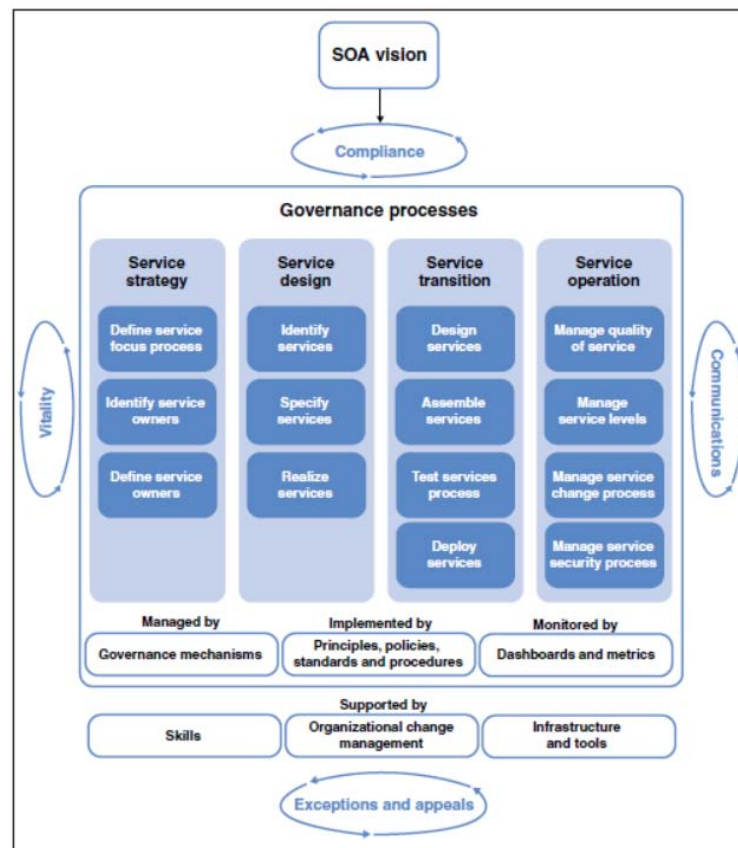 SOA vision
Compliance
Governance processes
Service
strategy
Define service
focus process
Identify service
owners
Define service
owners
Service
design
Identify
services
Specify
services
Realize
services
Service
transition
Design
services
Assemble
services
Test services
process
Deploy
services
Service
operation
Manage quality
of service
Manage
service levels
Manage service
change process
Manage service
security process
Vitality
Communications
Managed by
Governance mechanisms
Implemented by
Principles, policies,
standards and procedures
Monitored by
Dashboards and metrics
Supported by
Skills
Organizational change
management
Infrastructure
and tools
Exceptions and appeals